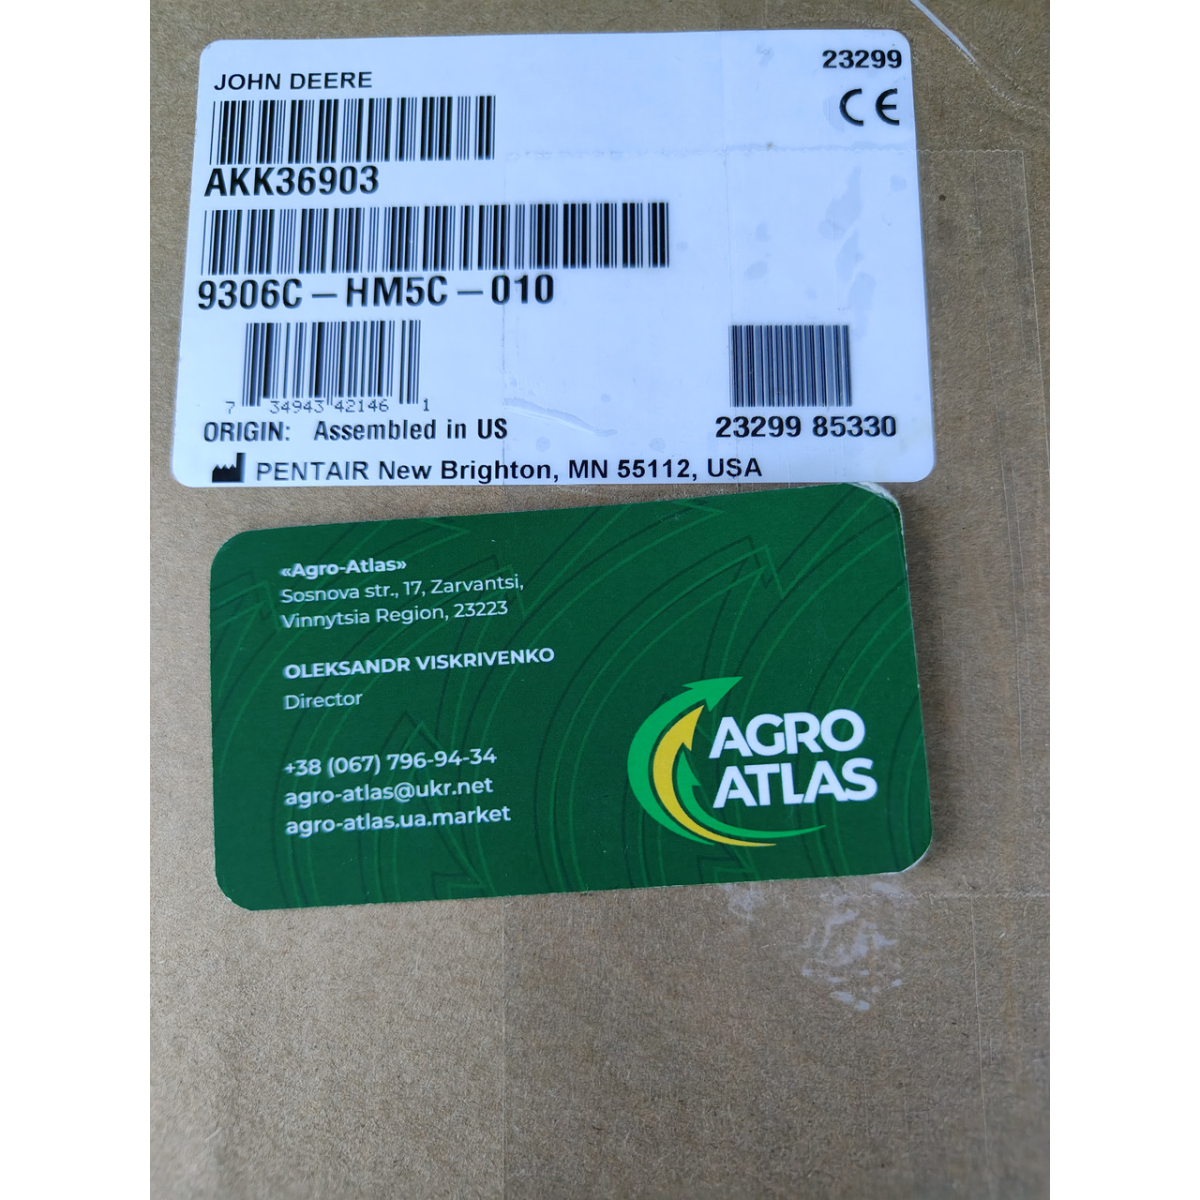 JOHN DEERE
23299
CE
AKK36903
9306C-HM5C-010
7 34943 42146 1
ORIGIN: Assembled in US
23299 85330
PENTAIR New Brighton, MN 55112, USA
«Agro-Atlas»
Sosnova str., 17, Zarvantsi,
Vinnytsia Region, 23223
OLEKSANDR VISKRIVENKO
Director
+38 (067) 796-94-34
agro-atlas@ukr.net
agro-atlas.ua.market
AGRO
ATLAS